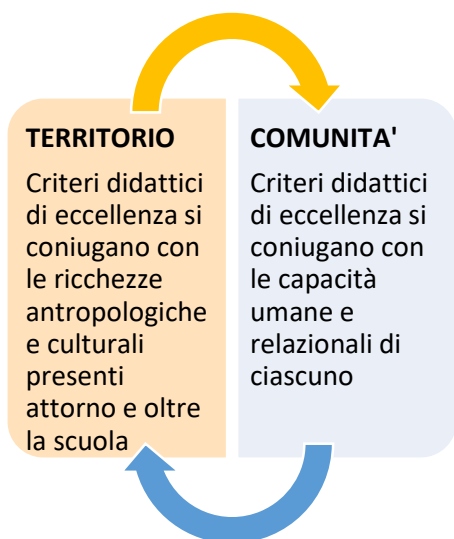 TERRITORIO
Criteri didattici
di eccellenza si
coniugano con
le ricchezze
antropologiche
e culturali
presenti
attorno e oltre
la scuola
COMUNITA'
Criteri didattici
di eccellenza si
coniugano con
le capacità
umane e
relazionali di
ciascuno